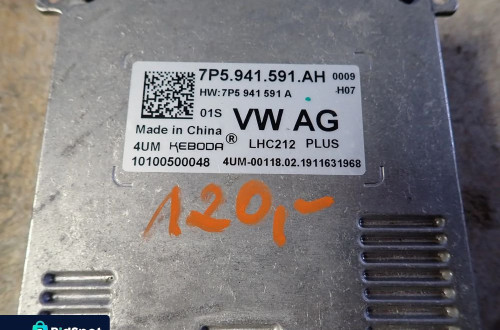 7P5.941.591.AH 0009
HW:7P5 941 591 A H07
01S VW AG
Made in China
4UM KEBODA® LHC212 PLUS
10100500048 4UM-00118.02.1911631968
120,-